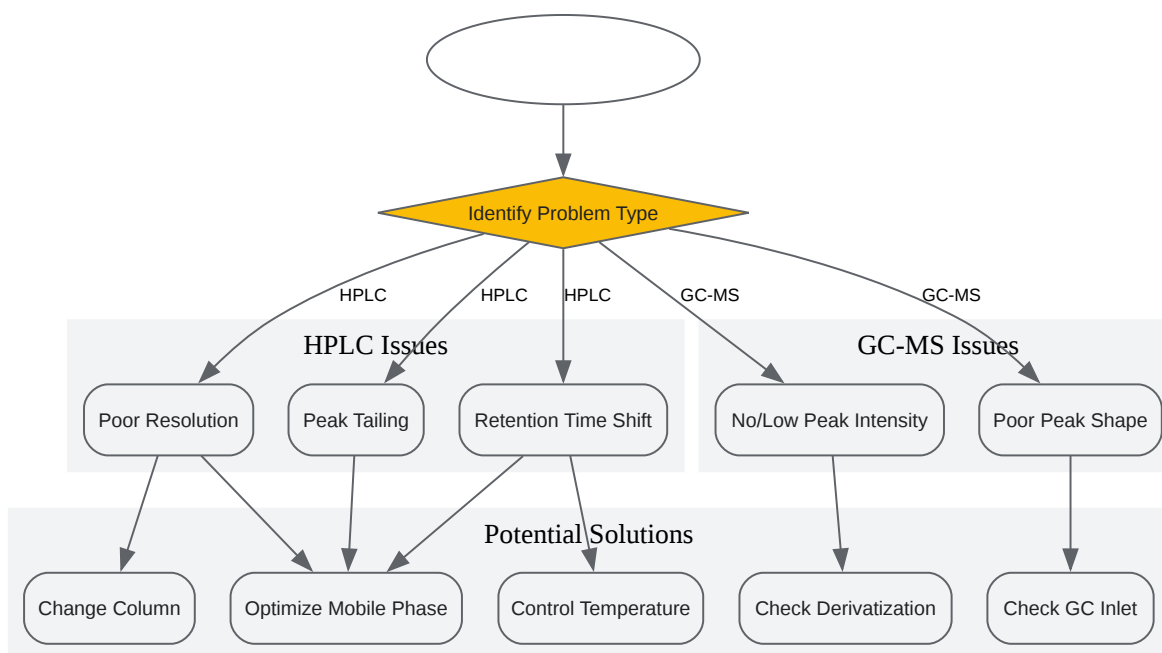 Identify Problem Type
HPLC
HPLC
HPLC
GC-MS
GC-MS
HPLC Issues
GC-MS Issues
Poor Resolution
Peak Tailing
Retention Time Shift
No/Low Peak Intensity
Poor Peak Shape
Potential Solutions
Change Column
Optimize Mobile Phase
Control Temperature
Check Derivatization
Check GC Inlet